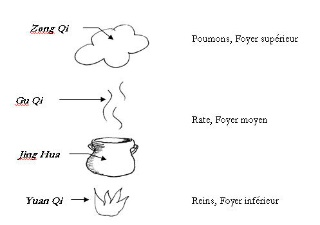 Zong Qi
Poumons, Foyer supérieur
Gu Qi
Rate, Foyer moyen
Jing Hua
Yuan Qi
Reins, Foyer inférieur